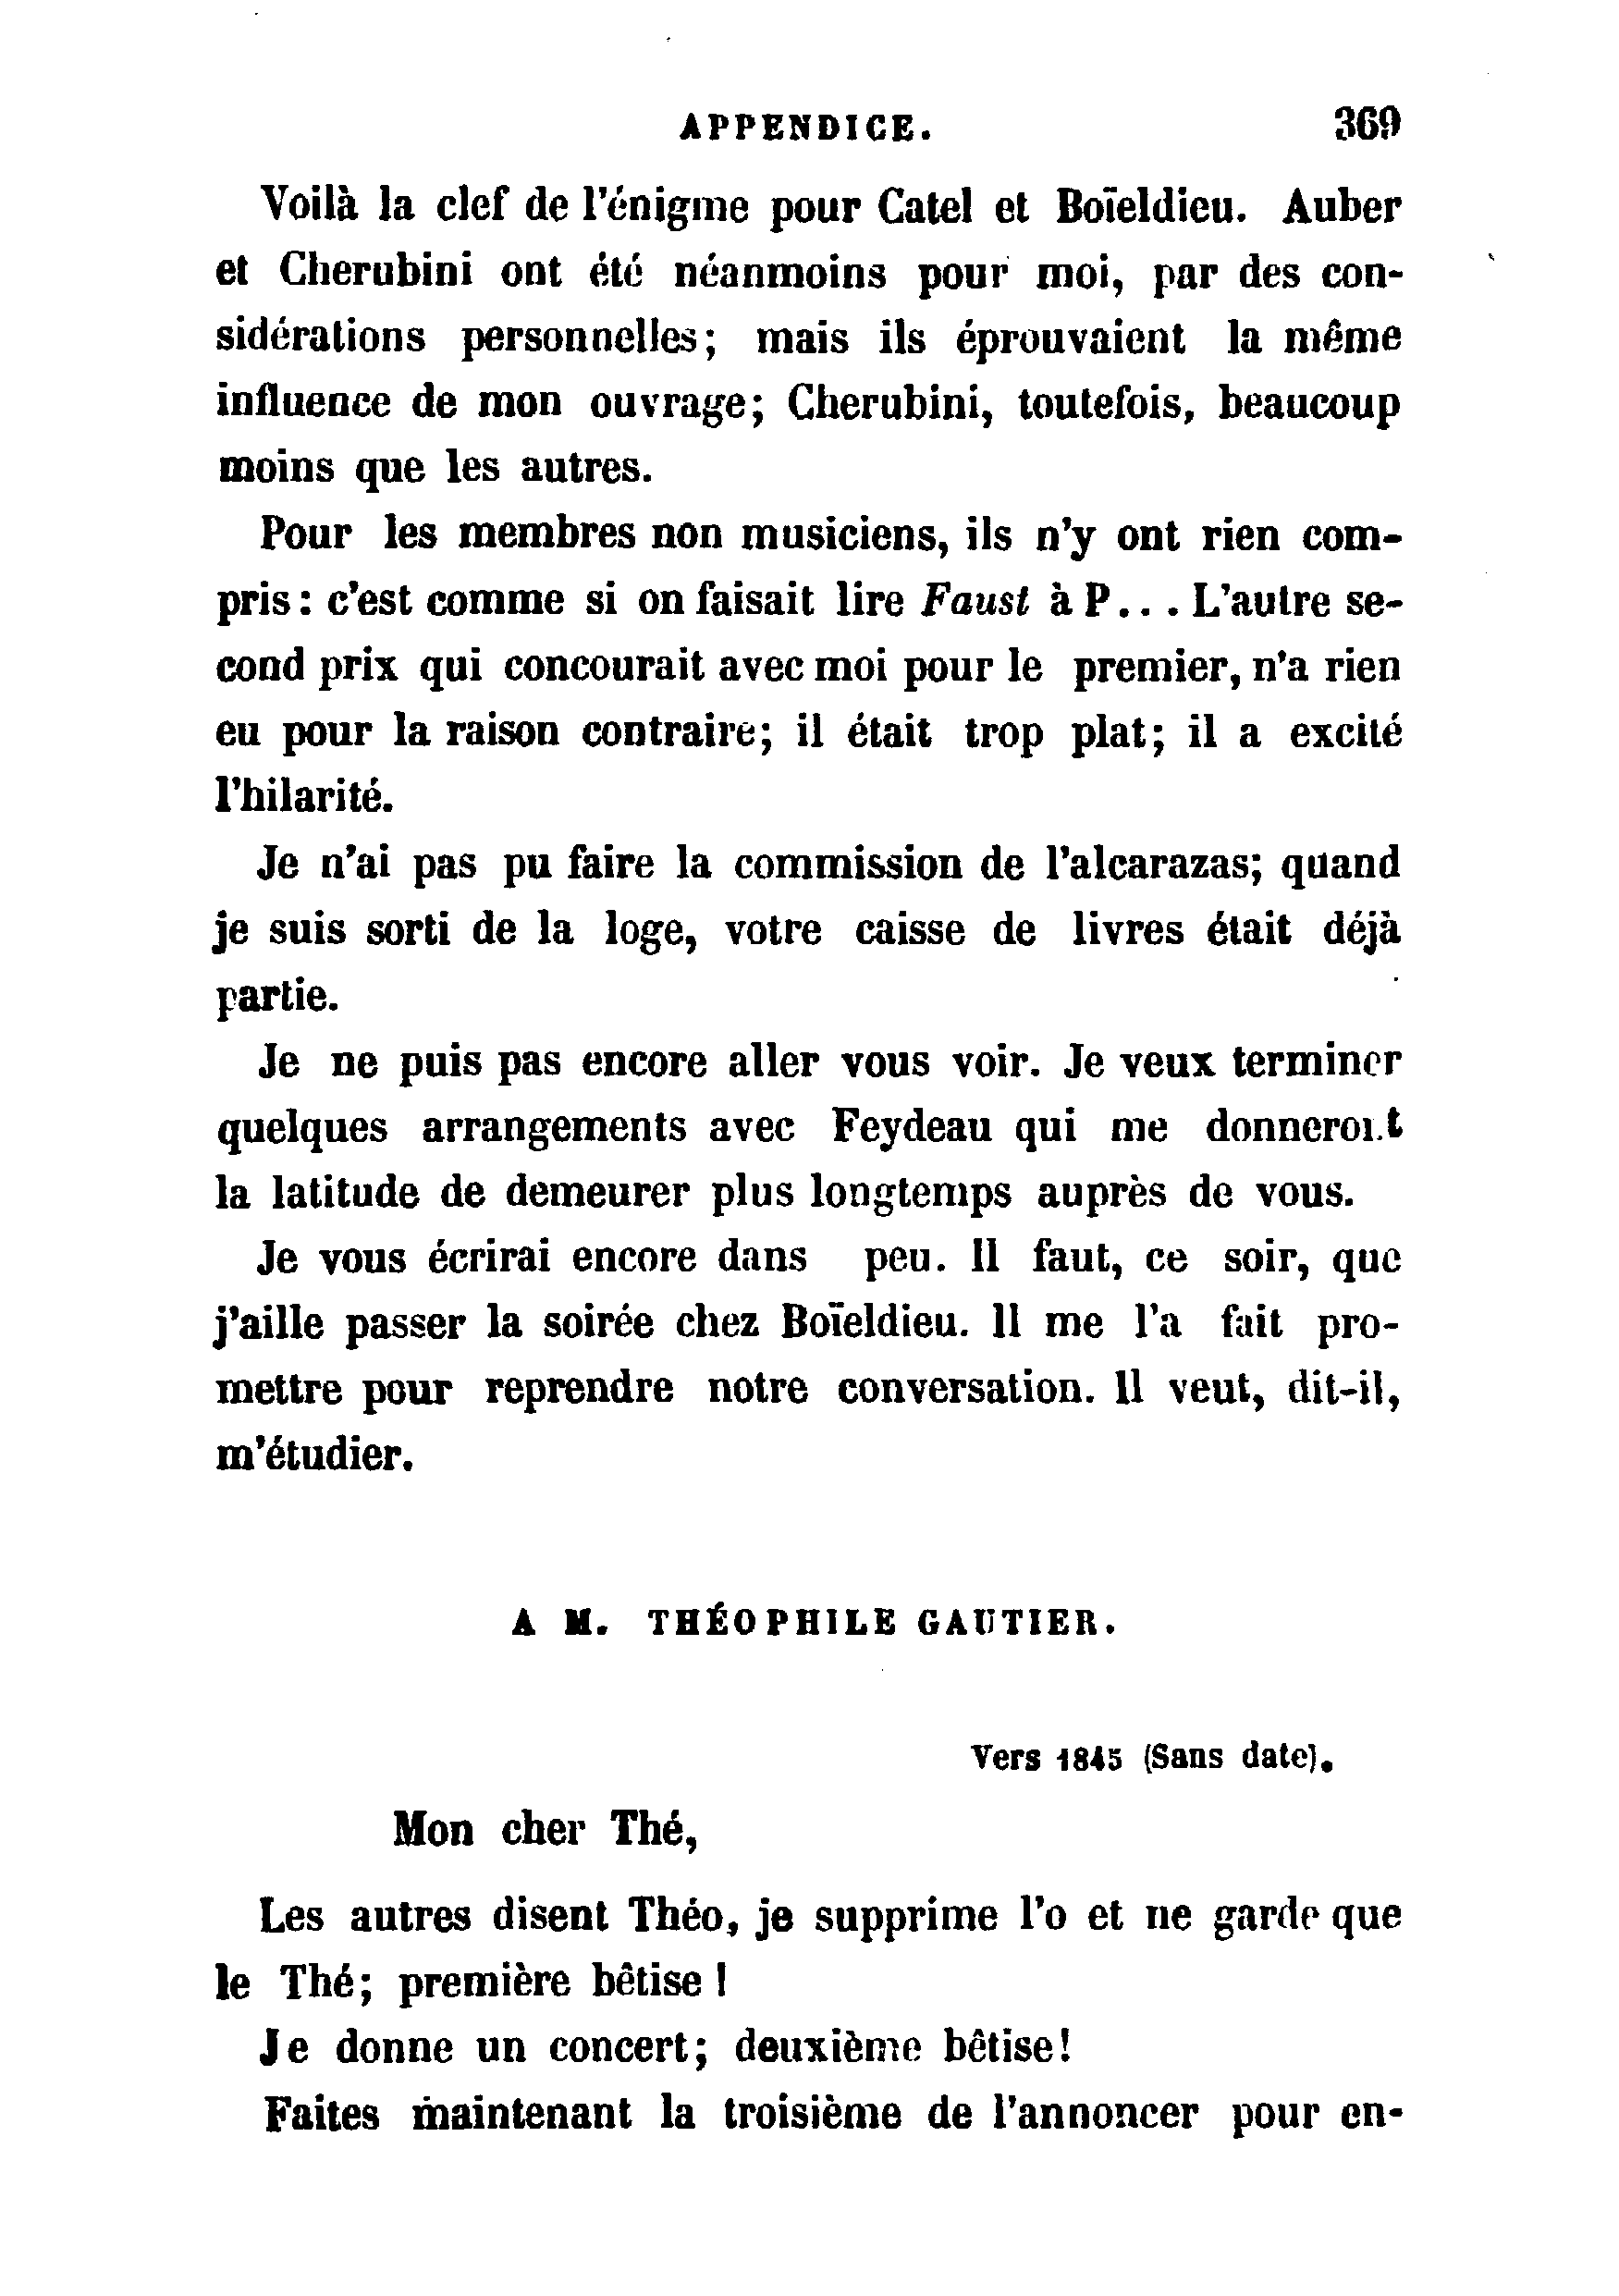 APPENDICE. 369
Voilà la clef de l'énigme pour Catel et Boïeldieu. Auber
et Cherubini ont été néanmoins pour moi, par des con-
sidérations personnelles; mais ils éprouvaient la même
influence de mon ouvrage; Cherubini, toutefois, beaucoup
moins que les autres.
Pour les membres non musiciens, ils n'y ont rien com-
pris: c'est comme si on faisait lire Faust à P... L'autre se-
cond prix qui concourait avec moi pour le premier, n'a rien
eu pour la raison contraire; il était trop plat; il a excité
l'hilarité.
Je n'ai pas pu faire la commission de l'alcarazas; quand
je suis sorti de la loge, votre caisse de livres était déjà
partie.
Je ne puis pas encore aller vous voir. Je veux terminer
quelques arrangements avec Feydeau qui me donneront
la latitude de demeurer plus longtemps auprès de vous.
Je vous écrirai encore dans peu. Il faut, ce soir, que
j'aille passer la soirée chez Boïeldieu. Il me l'a fait pro-
mettre pour reprendre notre conversation. Il veut, dit-il,
m'étudier.
A M. THÉOPHILE GAUTIER.
Vers 1845 (Sans date).
Mon cher Thé,
Les autres disent Théo, je supprime l'o et ne garde que
le Thé; première bêtise!
Je donne un concert; deuxième bêtise!
Faites maintenant la troisième de l'annoncer pour en-